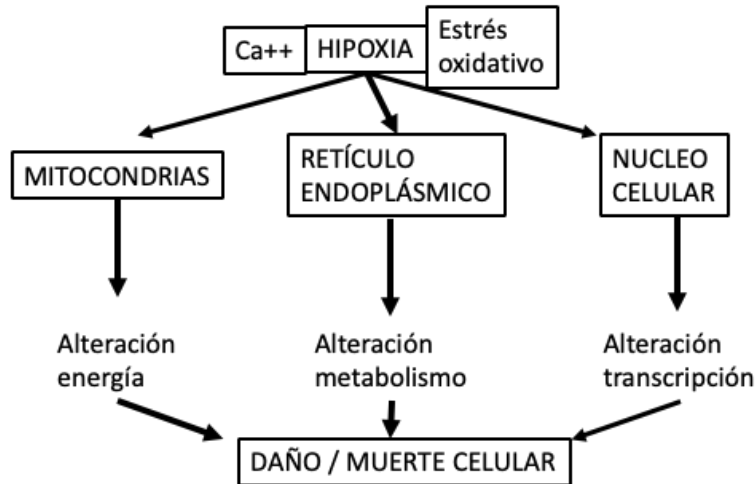 Ca++
HIPOXIA
Estrés
oxidativo
MITOCONDRIAS
RETÍCULO
ENDOPLÁSMICO
NUCLEO
CELULAR
Alteración
energía
Alteración
metabolismo
Alteración
transcripción
DAÑO / MUERTE CELULAR